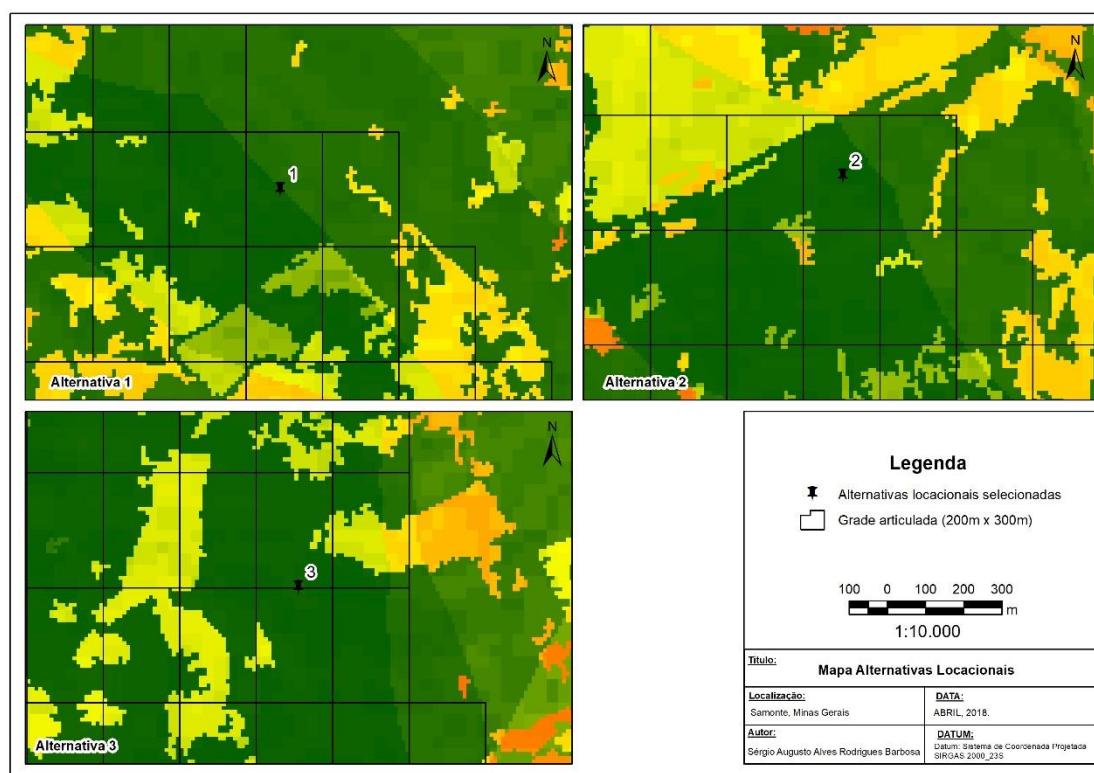 N
1
Alternativa 1
N
2
Alternativa 2
N
3
Alternativa 3
Legenda
Alternativas locacionais selecionadas
Grade articulada (200m x 300m)
100 0 100 200 300
m
1:10.000
Título:
Mapa Alternativas Locacionais
Localização:
Samonte, Minas Gerais
DATA:
ABRIL, 2018.
Autor:
Sérgio Augusto Alves Rodrigues Barbosa
DATUM:
Datum: Sistema de Coordenada Projetada
SIRGAS 2000_23S